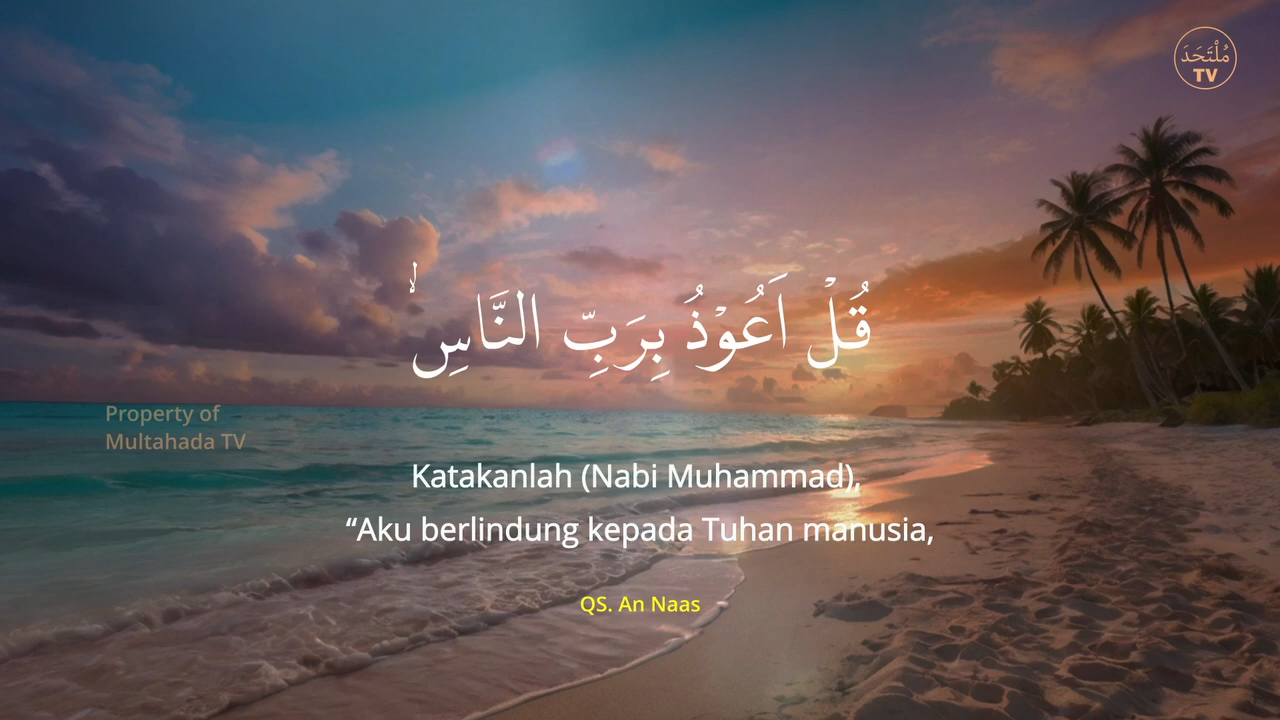 مُلْتَحَدَ
TV
قُلْ اَعُوْذُ بِرَبِّ النَّاسِۙ
Property of
Multahada TV
Katakanlah (Nabi Muhammad),
“Aku berlindung kepada Tuhan manusia,
QS. An Naas